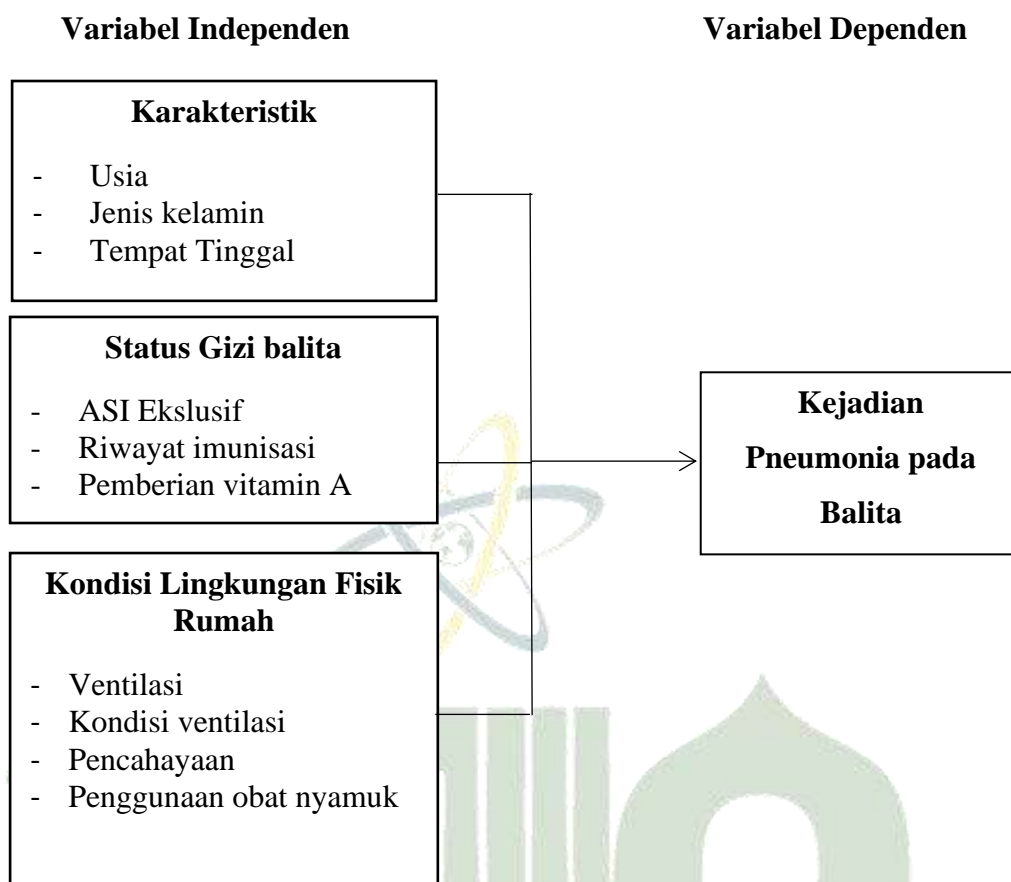 Variabel Independen
Variabel Dependen
Karakteristik
- Usia
- Jenis kelamin
- Tempat Tinggal
Status Gizi balita
- ASI Ekslusif
- Riwayat imunisasi
- Pemberian vitamin A
Kondisi Lingkungan Fisik
Rumah
- Ventilasi
- Kondisi ventilasi
- Pencahayaan
- Penggunaan obat nyamuk
Kejadian
Pneumonia pada
Balita